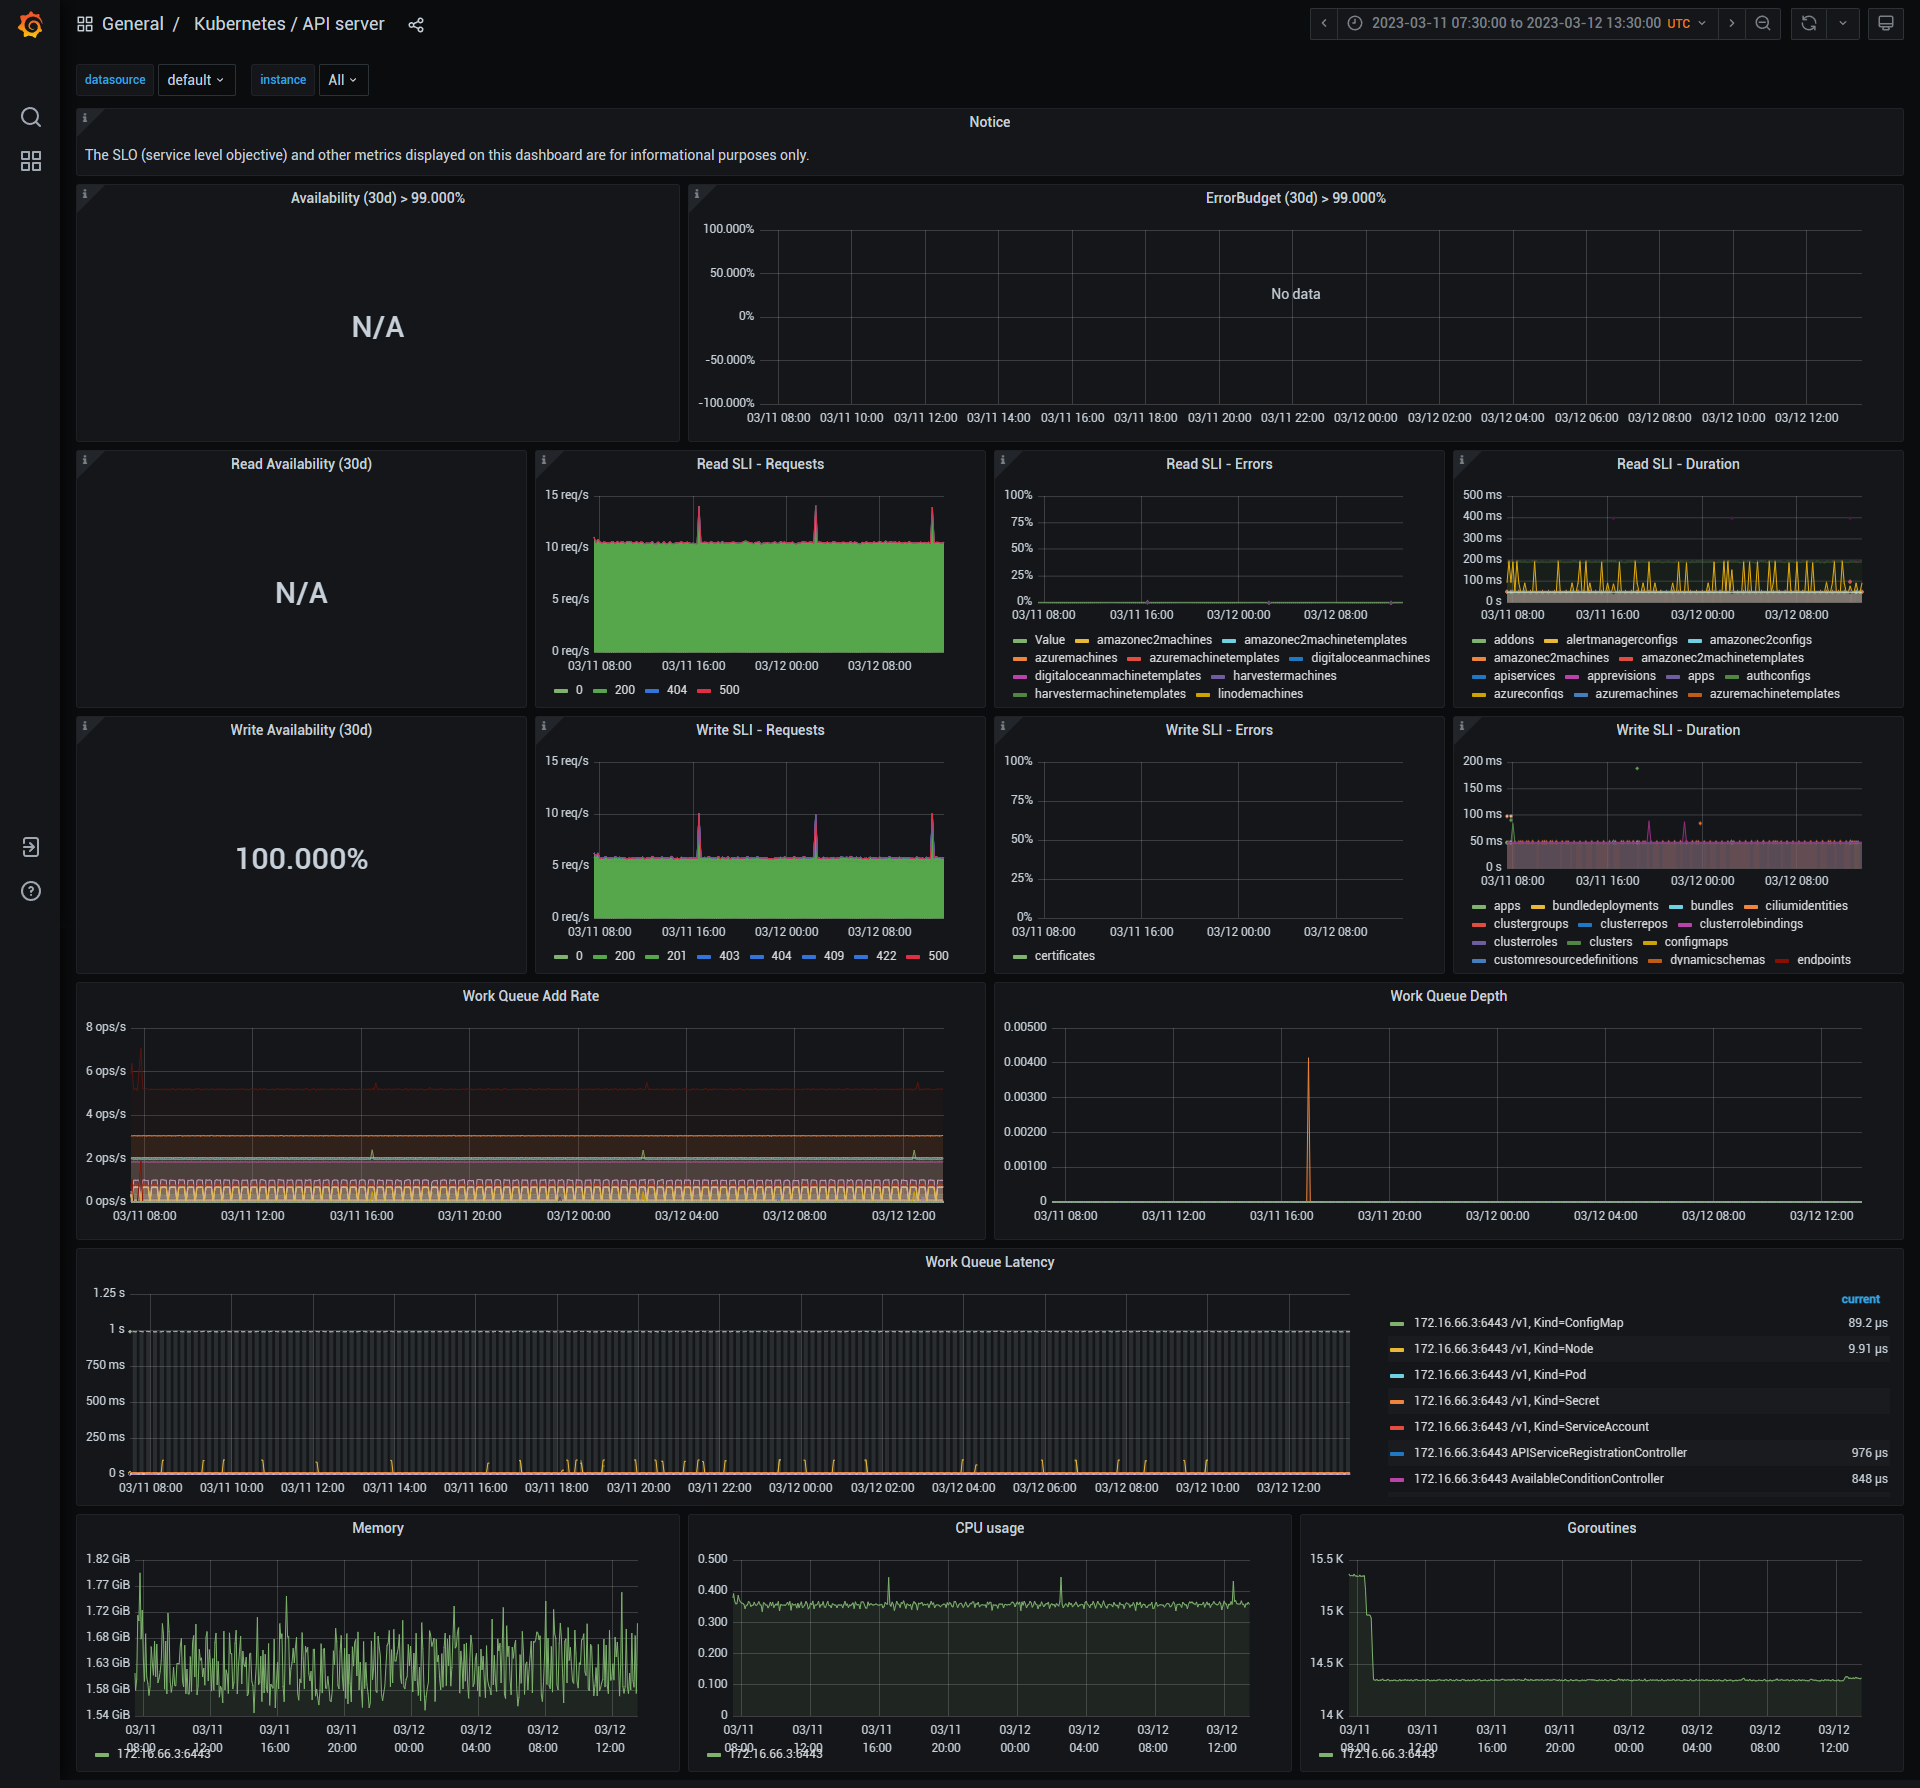 General / Kubernetes / API server
2023-03-11 07:30:00 to 2023-03-12 13:30:00 UTC
datasource default instance All
Notice
The SLO (service level objective) and other metrics displayed on this dashboard are for informational purposes only.
Availability (30d) > 99.000%
N/A
ErrorBudget (30d) > 99.000%
100.000%
50.000%
0%
-50.000%
-100.000%
No data
03/11 08:00 03/11 10:00 03/11 12:00 03/11 14:00 03/11 16:00 03/11 18:00 03/11 20:00 03/11 22:00 03/12 00:00 03/12 02:00 03/12 04:00 03/12 06:00 03/12 08:00 03/12 10:00 03/12 12:00
Read Availability (30d)
N/A
Read SLI - Requests
15 req/s
10 req/s
5 req/s
0 req/s
03/11 08:00 03/11 16:00 03/12 00:00 03/12 08:00
0 200 404 500
Read SLI - Errors
100%
75%
50%
25%
0%
03/11 08:00 03/11 16:00 03/12 00:00 03/12 08:00
Value amazonec2machines amazonec2machinetemplates
azuremachines azuremachinetemplates digitaloceanmachines
digitaloceanmachinetemplates harvestermachines
harvestermachinetemplates linodemachines
Read SLI - Duration
500 ms
400 ms
300 ms
200 ms
100 ms
0 s
03/11 08:00 03/11 16:00 03/12 00:00 03/12 08:00
addons alertmanagerconfigs amazonec2configs
amazonec2machines amazonec2machinetemplates
apiservices apprevisions apps authconfigs
azureconfigs azuremachines azuremachinetemplates
Write Availability (30d)
100.000%
Write SLI - Requests
15 req/s
10 req/s
5 req/s
0 req/s
03/11 08:00 03/11 16:00 03/12 00:00 03/12 08:00
0 200 201 403 404 409 422 500
Write SLI - Errors
100%
75%
50%
25%
0%
03/11 08:00 03/11 16:00 03/12 00:00 03/12 08:00
certificates
Write SLI - Duration
200 ms
150 ms
100 ms
50 ms
0 s
03/11 08:00 03/11 16:00 03/12 00:00 03/12 08:00
apps bundledeployments bundles ciliumidentities
clustergroups clusterrepos clusterrolebindings
clusterroles clusters configmaps
customresourcedefinitions dynamicschemas endpoints
Work Queue Add Rate
8 ops/s
6 ops/s
4 ops/s
2 ops/s
0 ops/s
03/11 08:00 03/11 12:00 03/11 16:00 03/11 20:00 03/12 00:00 03/12 04:00 03/12 08:00 03/12 12:00
Work Queue Depth
0.00500
0.00400
0.00300
0.00200
0.00100
0
03/11 08:00 03/11 12:00 03/11 16:00 03/11 20:00 03/12 00:00 03/12 04:00 03/12 08:00 03/12 12:00
Work Queue Latency
1.25 s
1 s
750 ms
500 ms
250 ms
0 s
03/11 08:00 03/11 10:00 03/11 12:00 03/11 14:00 03/11 16:00 03/11 18:00 03/11 20:00 03/11 22:00 03/12 00:00 03/12 02:00 03/12 04:00 03/12 06:00 03/12 08:00 03/12 10:00 03/12 12:00
current
172.16.66.3:6443 /v1, Kind=ConfigMap 89.2 µs
172.16.66.3:6443 /v1, Kind=Node 9.91 µs
172.16.66.3:6443 /v1, Kind=Pod
172.16.66.3:6443 /v1, Kind=Secret
172.16.66.3:6443 /v1, Kind=ServiceAccount
172.16.66.3:6443 APIServiceRegistrationController 976 µs
172.16.66.3:6443 AvailableConditionController 848 µs
Memory
1.82 GiB
1.77 GiB
1.72 GiB
1.68 GiB
1.63 GiB
1.58 GiB
1.54 GiB
03/11 03/11 03/11 03/11 03/12 03/12 03/12 03/12
08:00 12:00 16:00 20:00 00:00 04:00 08:00 12:00
172.16.66.3:6443
CPU usage
0.500
0.400
0.300
0.200
0.100
0
03/11 03/11 03/11 03/11 03/12 03/12 03/12 03/12
08:00 12:00 16:00 20:00 00:00 04:00 08:00 12:00
172.16.66.3:6443
Goroutines
15.5 K
15 K
14.5 K
14 K
03/11 03/11 03/11 03/11 03/12 03/12 03/12 03/12
08:00 12:00 16:00 20:00 00:00 04:00 08:00 12:00
172.16.66.3:6443